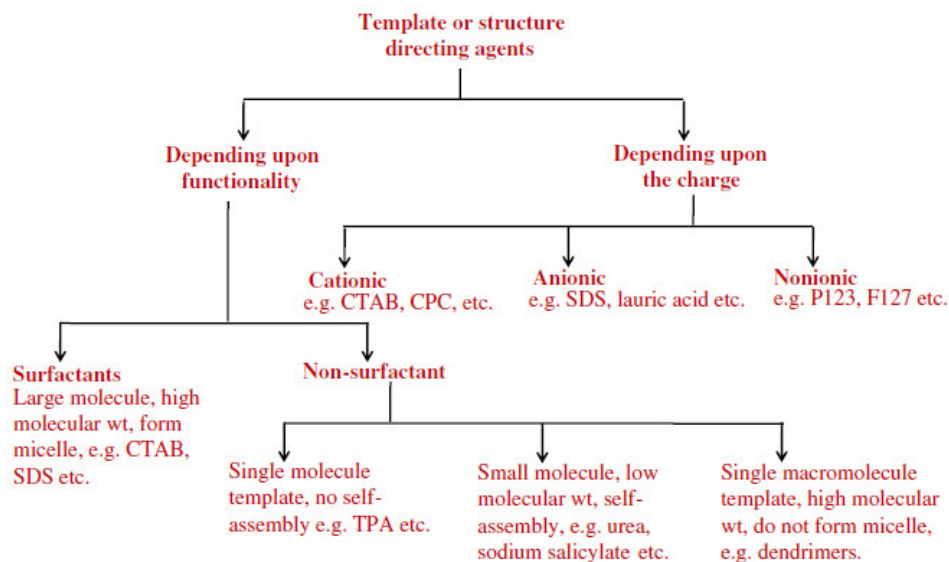 Template or structure
directing agents
Depending upon
functionality
Depending upon
the charge
Cationic
e.g. CTAB, CPC, etc.
Anionic
e.g. SDS, lauric acid etc.
Nonionic
e.g. P123, F127 etc.
Surfactants
Large molecule, high
molecular wt, form
micelle, e.g. CTAB,
SDS etc.
Non-surfactant
Single molecule
template, no self-
assembly e.g. TPA etc.
Small molecule, low
molecular wt, self-
assembly, e.g. urea,
sodium salicylate etc.
Single macromolecule
template, high molecular
wt, do not form micelle,
e.g. dendrimers.